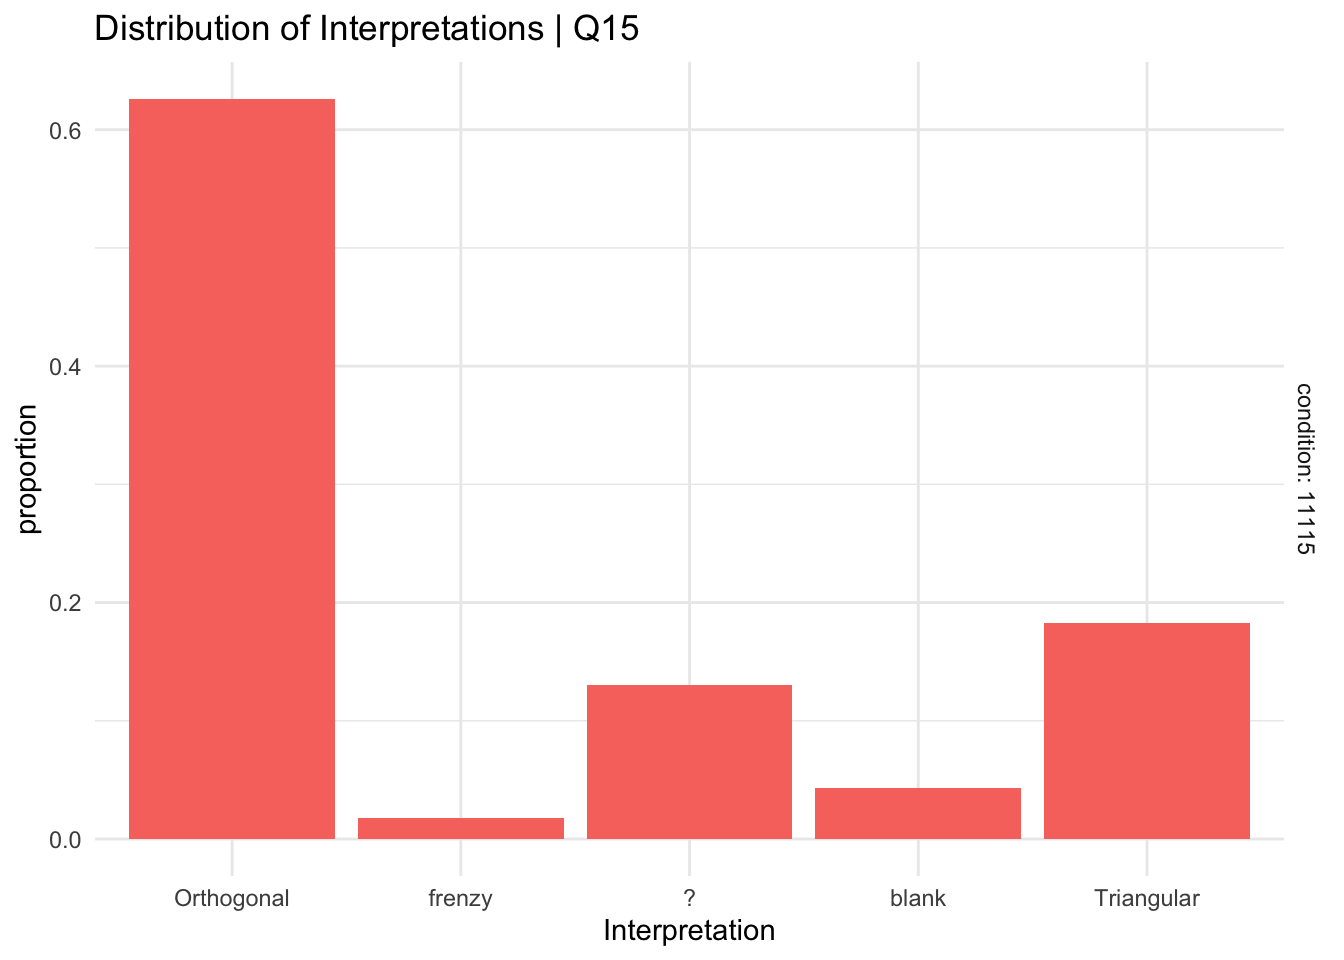 Distribution of Interpretations | Q15
proportion
0.6
0.4
0.2
0.0
condition: 11115
Orthogonal
frenzy
?
blank
Triangular
Interpretation